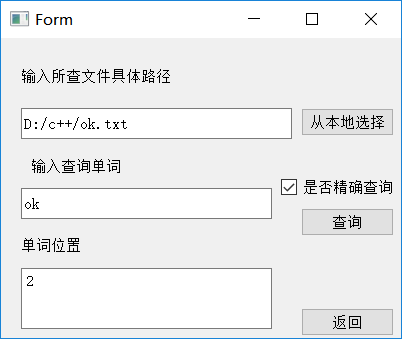 Form
输入所查文件具体路径
D:/c++/ok.txt
从本地选择
输入查询单词
是否精确查询
ok
查询
单词位置
2
返回